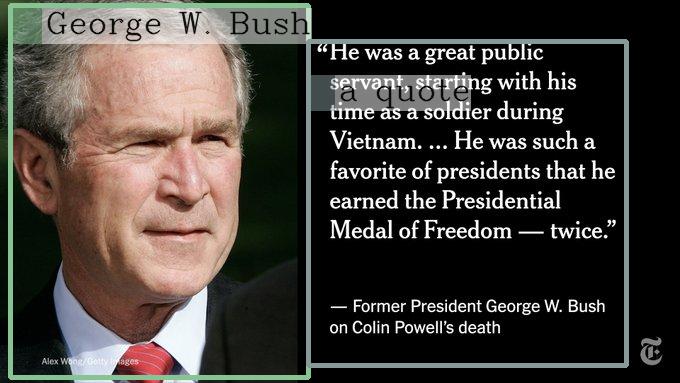 George W. Bush
“He was a great public
servant, starting with his
a quote
time as a soldier during
Vietnam. ... He was such a
favorite of presidents that he
earned the Presidential
Medal of Freedom — twice.”
— Former President George W. Bush
on Colin Powell’s death
Alex Wong/Getty Images
T